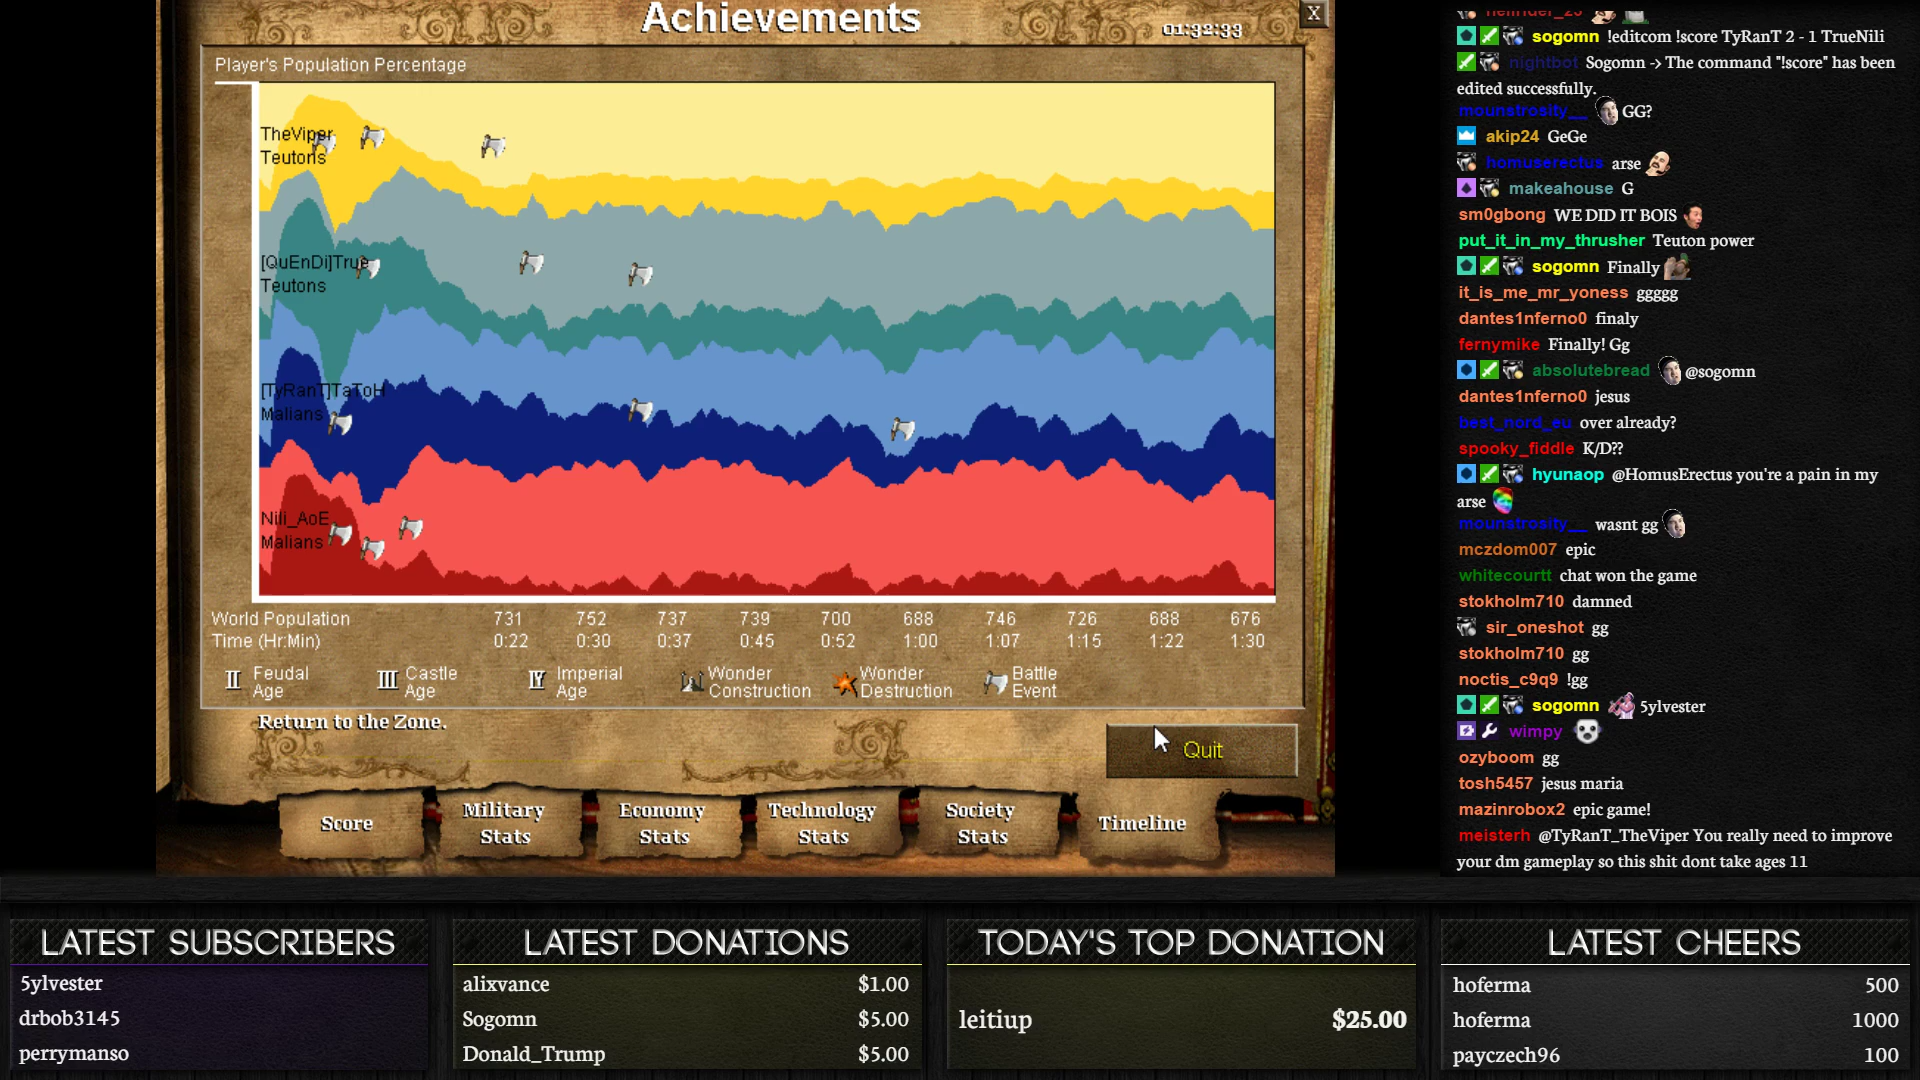 Achievements
01:32:33
X
Player's Population Percentage
TheViper
Teutons
[QuEnDi]True
Teutons
[TyRanT]TaToH
Malians
Nili_AoE
Malians
World Population 731 752 737 739 700 688 746 726 688 676
Time (Hr:Min) 0:22 0:30 0:37 0:45 0:52 1:00 1:07 1:15 1:22 1:30
II Feudal Age
III Castle Age
IV Imperial Age
Wonder Construction
Wonder Destruction
Battle Event
Return to the Zone.
Quit
Score
Military Stats
Economy Stats
Technology Stats
Society Stats
Timeline
hellrider_25
sogomn !editcom !score TyRanT 2 - 1 TrueNili
nightbot Sogomn -> The command "!score" has been
edited successfully.
mounstrosity__ GG?
akip24 GeGe
homuserectus arse
makeahouse G
sm0gbong WE DID IT BOIS
put_it_in_my_thrusher Teuton power
sogomn Finally
it_is_me_mr_yoness ggggg
dantes1nferno0 finaly
fernymike Finally! Gg
absolutebread @sogomn
dantes1nferno0 jesus
best_nord_eu over already?
spooky_fiddle K/D??
hyunaop @HomusErectus you're a pain in my
arse
mounstrosity__ wasnt gg
mczdom007 epic
whitecourtt chat won the game
stokholm710 damned
sir_oneshot gg
stokholm710 gg
noctis_c9q9 !gg
sogomn 5ylvester
wimpy
ozyboom gg
tosh5457 jesus maria
mazinrobox2 epic game!
meisterh @TyRanT_TheViper You really need to improve
your dm gameplay so this shit dont take ages 11
LATEST SUBSCRIBERS
5ylvester
drbob3145
perrymanso
LATEST DONATIONS
alixvance $1.00
Sogomn $5.00
Donald_Trump $5.00
TODAY'S TOP DONATION
leitiup $25.00
LATEST CHEERS
hoferma 500
hoferma 1000
payczech96 100